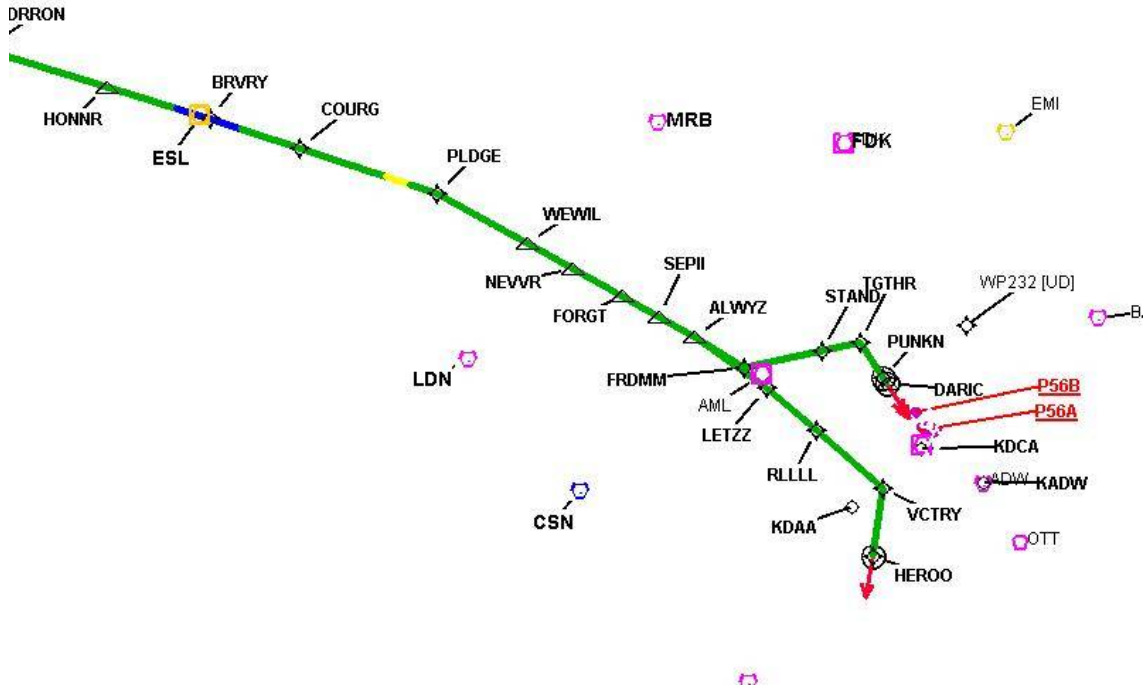 DRRON
BRVRY
HONNR
COURG
ESL
MRB
FDK
EMI
PLDGE
WEWIL
NEVVR
SEPII
FORGT
ALWYZ
STAND
TGTHR
WP232 [UD]
PUNKN
LDN
FRDMM
DARIC
P56B
AML
P56A
LETZZ
KDCA
RLLLL
ADW
KADW
CSN
KDAA
VCTRY
OTT
HEROO